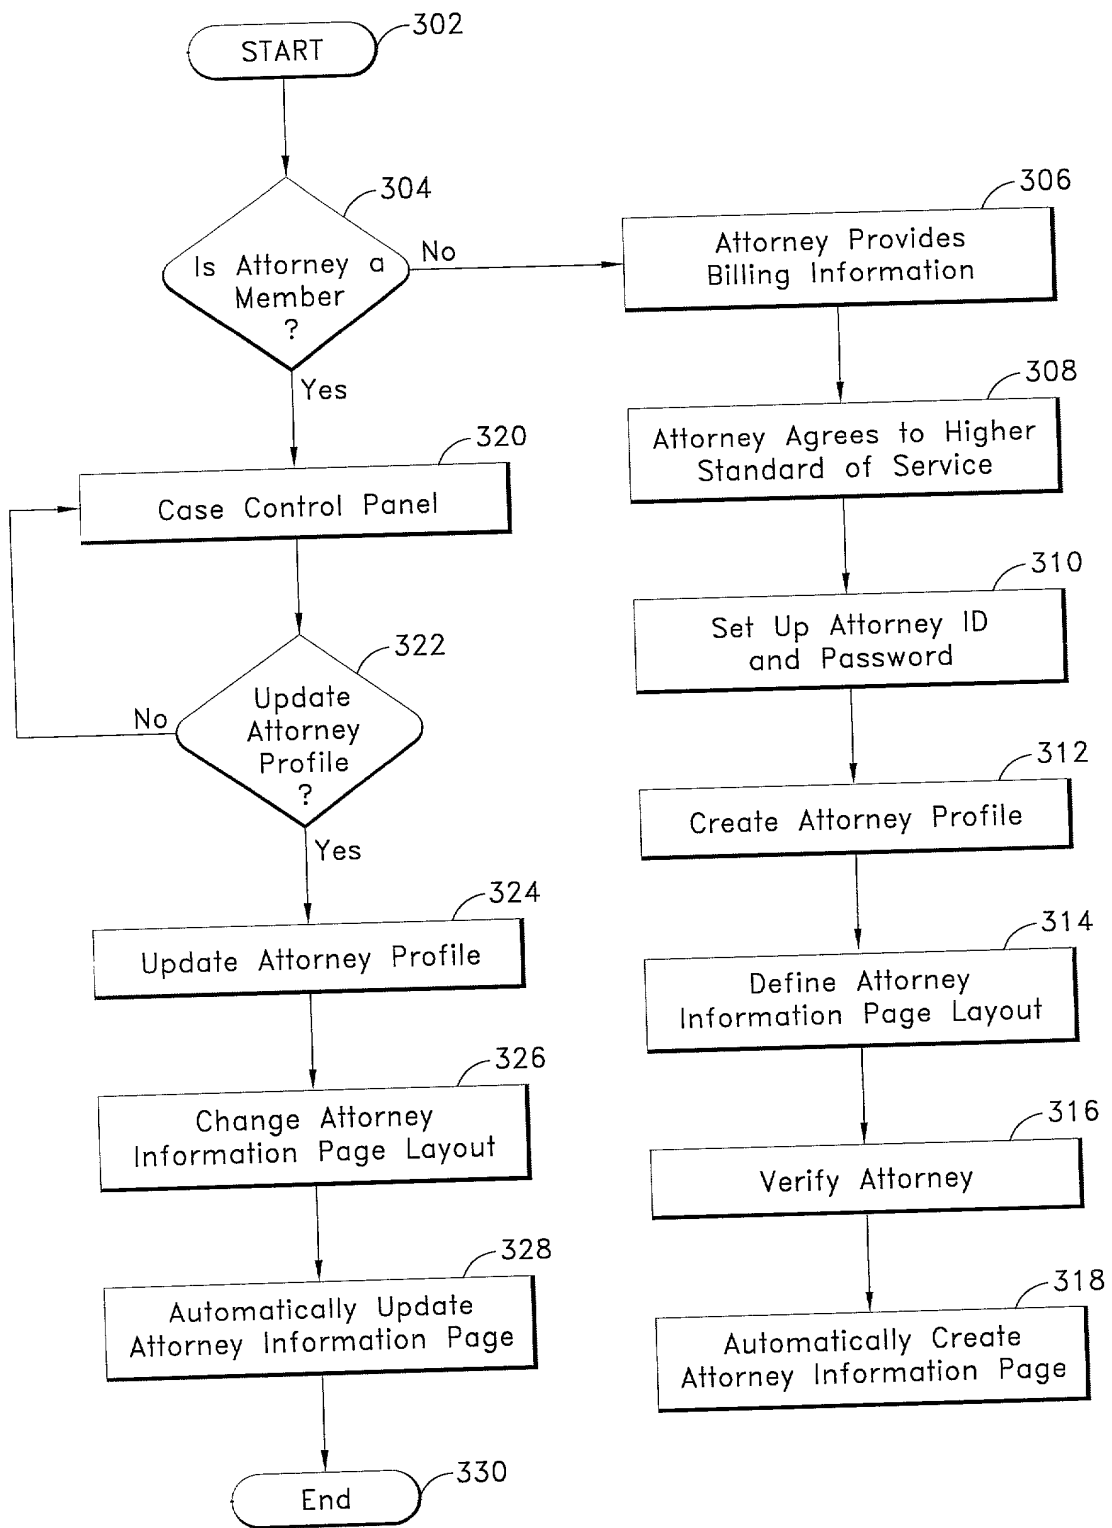 START
302
304
Is Attorney a
Member
?
No
Yes
306
Attorney Provides
Billing Information
308
Attorney Agrees to Higher
Standard of Service
310
Set Up Attorney ID
and Password
312
Create Attorney Profile
314
Define Attorney
Information Page Layout
316
Verify Attorney
318
Automatically Create
Attorney Information Page
320
Case Control Panel
322
Update
Attorney
Profile
?
No
Yes
324
Update Attorney Profile
326
Change Attorney
Information Page Layout
328
Automatically Update
Attorney Information Page
330
End